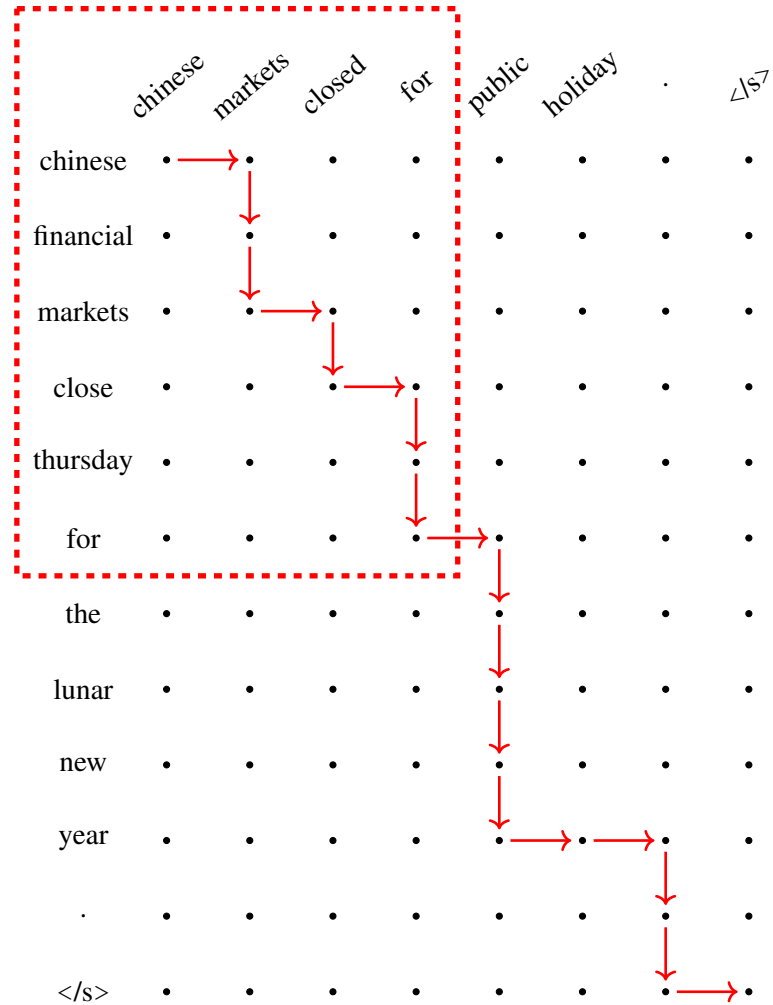 chinese markets closed for public holiday . </s>
chinese
financial
markets
close
thursday
for
the
lunar
new
year
.
</s>